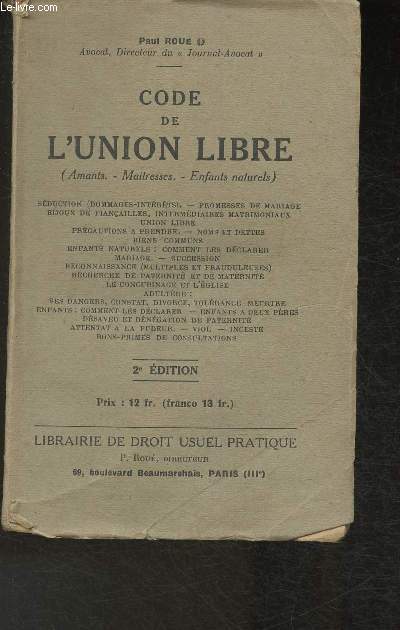 Le-livre.com
Paul ROUÉ
Avocat, Directeur du « Journal-Avocat »
CODE
DE
L'UNION LIBRE
(Amants. - Maitresses. - Enfants naturels)
SÉDUCTION (DOMMAGES-INTÉRÊTS). — PROMESSES DE MARIAGE
BIJOUX DE FIANÇAILLES, INTERMÉDIAIRES MATRIMONIAUX
UNION LIBRE
PRÉCAUTIONS A PRENDRE. — NOMS ET DETTES
BIENS COMMUNS
ENFANTS NATURELS : COMMENT LES DÉCLARER
MARIAGE. — SUCCESSION
RECONNAISSANCE (MULTIPLES ET FRAUDULEUSES)
RECHERCHE DE PATERNITÉ ET DE MATERNITÉ
LE CONCUBINAGE ET L'ÉGLISE
ADULTÈRE :
SES DANGERS, CONSTAT, DIVORCE, TOLÉRANCE, MEURTRE
ENFANTS : COMMENT LES DÉCLARER — ENFANTS A DEUX PÈRES
DÉSAVEU ET DÉNÉGATION DE PATERNITÉ
ATTENTAT A LA PUDEUR. — VIOL. — INCESTE
BONS-PRIMES DE CONSULTATIONS
2e ÉDITION
Prix : 12 fr. (franco 13 fr.)
LIBRAIRIE DE DROIT USUEL PRATIQUE
P. ROUÉ, DIRECTEUR
69, boulevard Beaumarchais, PARIS (IIIe)